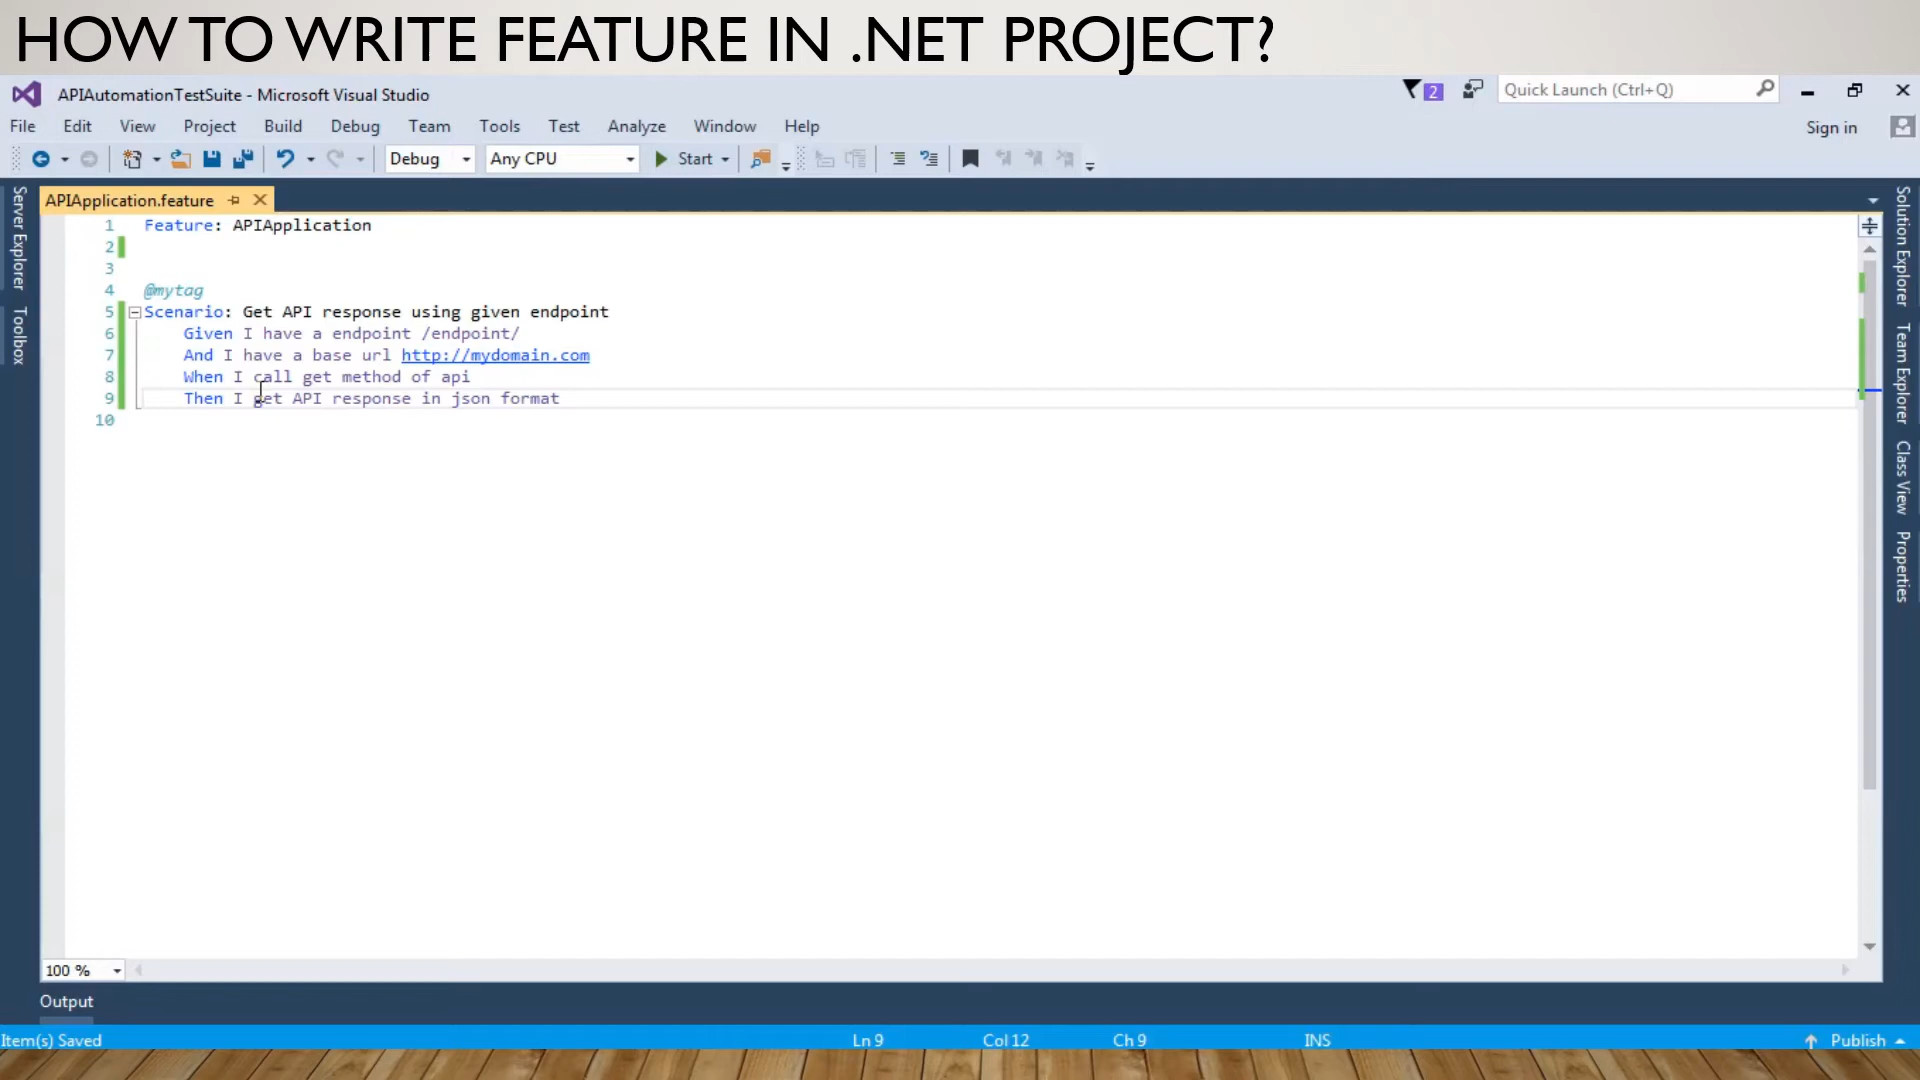 HOW TO WRITE FEATURE IN .NET PROJECT?
APIAutomationTestSuite - Microsoft Visual Studio
2
Quick Launch (Ctrl+Q)
File Edit View Project Build Debug Team Tools Test Analyze Window Help
Sign in
Debug Any CPU Start
Server Explorer
Toolbox
APIApplication.feature
1 Feature: APIApplication
2
3
4 @mytag
5 Scenario: Get API response using given endpoint
6 Given I have a endpoint /endpoint/
7 And I have a base url http://mydomain.com
8 When I call get method of api
9 Then I get API response in json format
10
Solution Explorer
Team Explorer
Class View
Properties
100 %
Output
Item(s) Saved Ln 9 Col 12 Ch 9 INS Publish